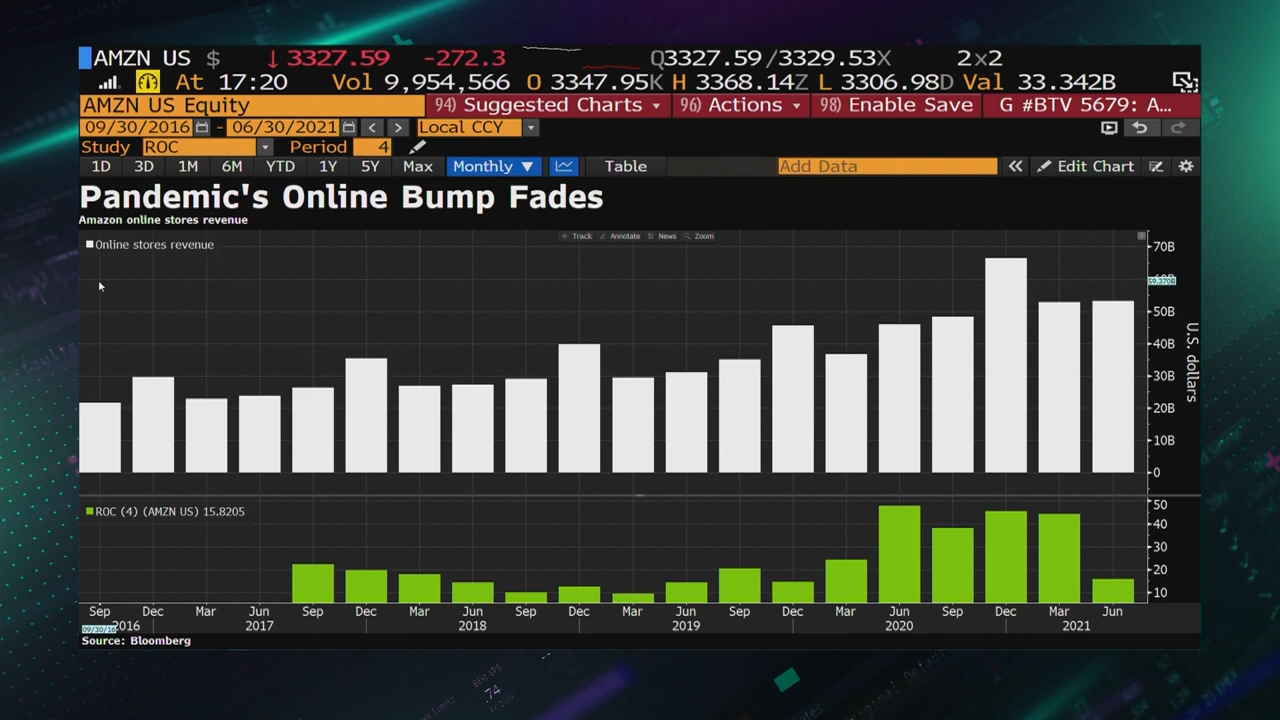 AMZN US $ ↓ 3327.59 -272.3 Q3327.59/3329.53X 2x2
At 17:20 Vol 9,954,566 O 3347.95K H 3368.14Z L 3306.98D Val 33.342B
AMZN US Equity 94) Suggested Charts 96) Actions 98) Enable Save G #BTV 5679: A...
09/30/2016 - 06/30/2021 < > Local CCY
Study ROC Period 4
1D 3D 1M 6M YTD 1Y 5Y Max Monthly ▼ Table Add Data « Edit Chart
Pandemic's Online Bump Fades
Amazon online stores revenue
Track Annotate News Zoom
Online stores revenue
70B
60B
50B
40B
30B
20B
10B
0
U.S. dollars
ROC (4) (AMZN US) 15.8205
50
40
30
20
10
Sep Dec Mar Jun Sep Dec Mar Jun Sep Dec Mar Jun Sep Dec Mar Jun Sep Dec Mar Jun
2016 2017 2018 2019 2020 2021
Source: Bloomberg
74